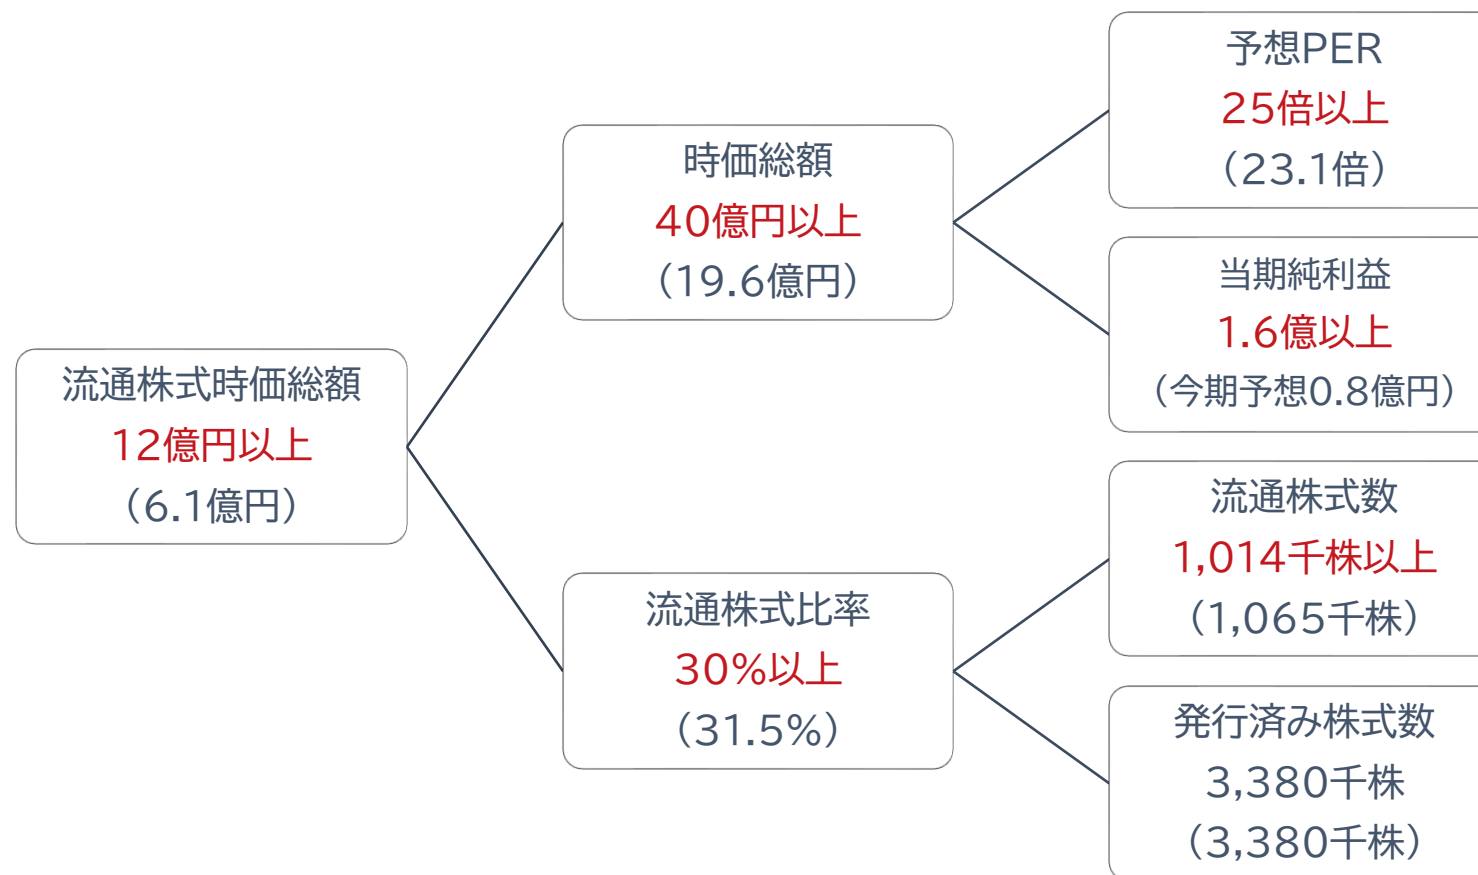 流通株式時価総額
12億円以上
（6.1億円）
時価総額
40億円以上
（19.6億円）
流通株式比率
30%以上
（31.5%）
予想PER
25倍以上
（23.1倍）
当期純利益
1.6億以上
（今期予想0.8億円）
流通株式数
1,014千株以上
（1,065千株）
発行済み株式数
3,380千株
（3,380千株）